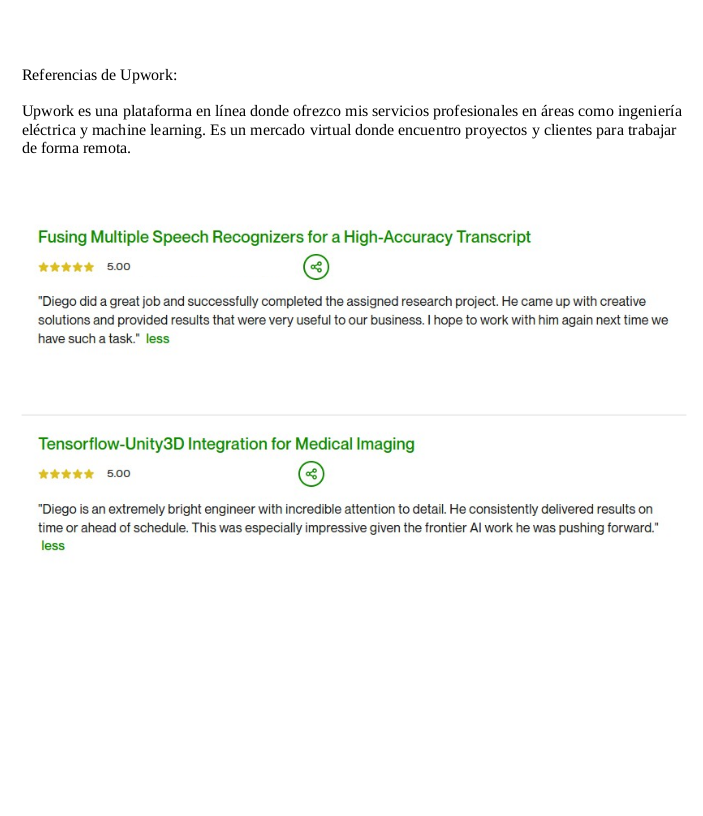 Referencias de Upwork:
Upwork es una plataforma en línea donde ofrezco mis servicios profesionales en áreas como ingeniería
eléctrica y machine learning. Es un mercado virtual donde encuentro proyectos y clientes para trabajar
de forma remota.
Fusing Multiple Speech Recognizers for a High-Accuracy Transcript
5.00
"Diego did a great job and successfully completed the assigned research project. He came up with creative
solutions and provided results that were very useful to our business. I hope to work with him again next time we
have such a task." less
Tensorflow-Unity3D Integration for Medical Imaging
5.00
"Diego is an extremely bright engineer with incredible attention to detail. He consistently delivered results on
time or ahead of schedule. This was especially impressive given the frontier AI work he was pushing forward."
less